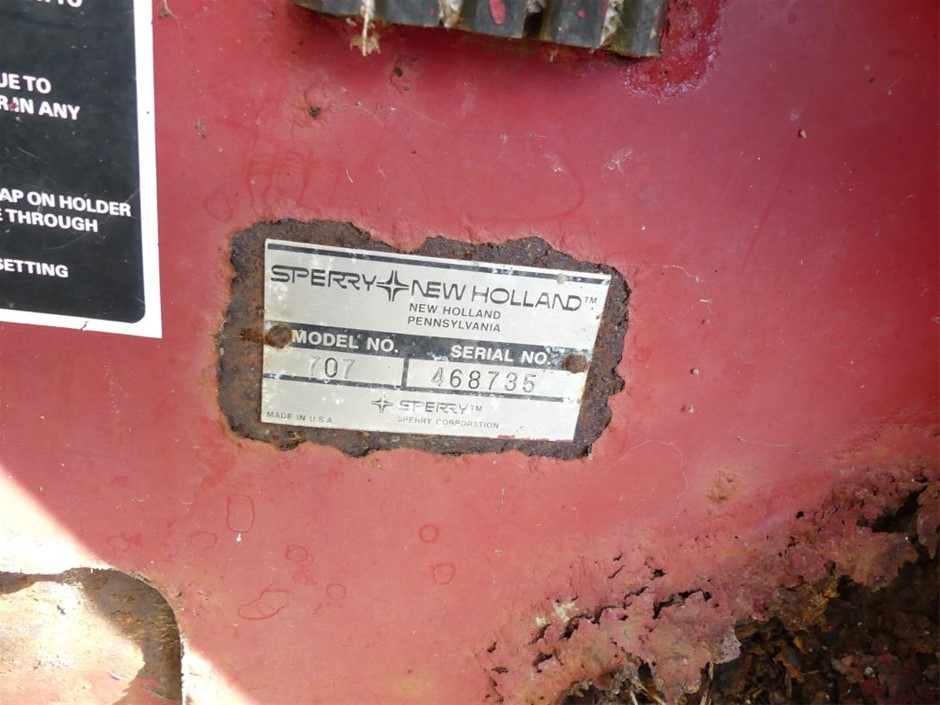 UE TO
IN ANY
AP ON HOLDER
THROUGH
SETTING
SPERRY NEW HOLLAND™
NEW HOLLAND
PENNSYLVANIA
MODEL NO. SERIAL NO.
707 468735
SPERRY™
MADE IN U.S.A. SPERRY CORPORATION